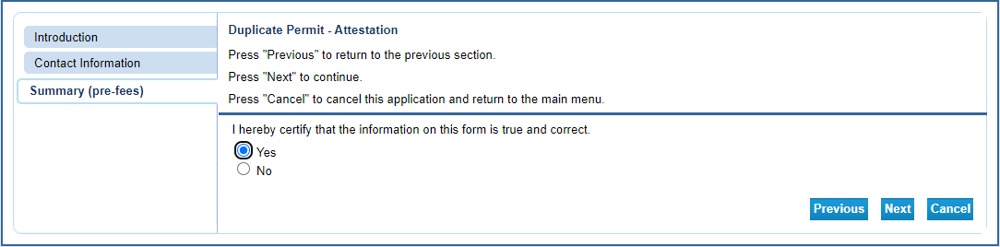 Introduction
Contact Information
Summary (pre-fees)
Duplicate Permit - Attestation
Press "Previous" to return to the previous section.
Press "Next" to continue.
Press "Cancel" to cancel this application and return to the main menu.
I hereby certify that the information on this form is true and correct.
Yes
No
Previous Next Cancel